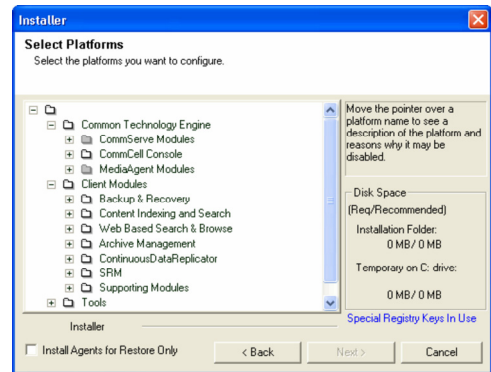 Installer
Select Platforms
Select the platforms you want to configure.
Common Technology Engine
CommServe Modules
CommCell Console
MediaAgent Modules
Client Modules
Backup & Recovery
Content Indexing and Search
Web Based Search & Browse
Archive Management
ContinuousDataReplicator
SRM
Supporting Modules
Tools
Move the pointer over a
platform name to see a
description of the platform and
reasons why it may be
disabled.
Disk Space
(Req/Recommended)
Installation Folder:
0 MB/ 0 MB
Temporary on C: drive:
0 MB/ 0 MB
Special Registry Keys In Use
Installer
Install Agents for Restore Only
< Back
Next >
Cancel